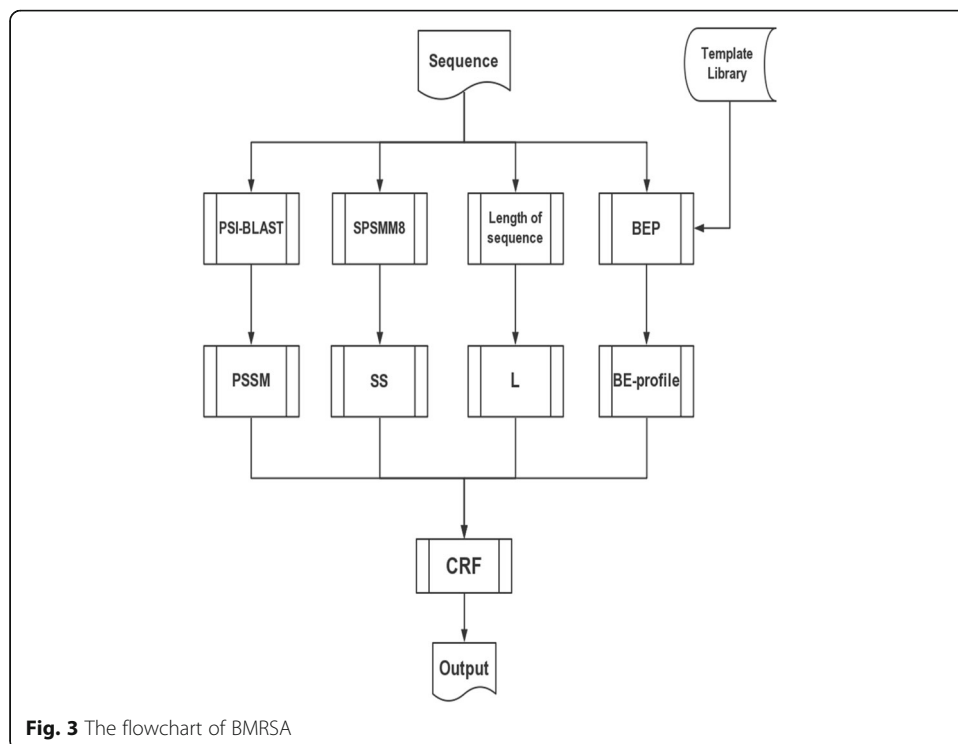 Sequence
Template
Library
PSI-BLAST
SPSMM8
Length of
sequence
BEP
PSSM
SS
L
BE-profile
CRF
Output
Fig. 3 The flowchart of BMRSA